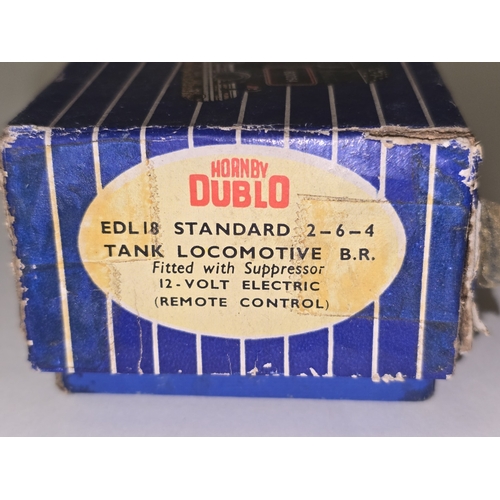 HORNBY
DUBLO
EDL18 STANDARD 2-6-4
TANK LOCOMOTIVE B.R.
Fitted with Suppressor
12-VOLT ELECTRIC
(REMOTE CONTROL)